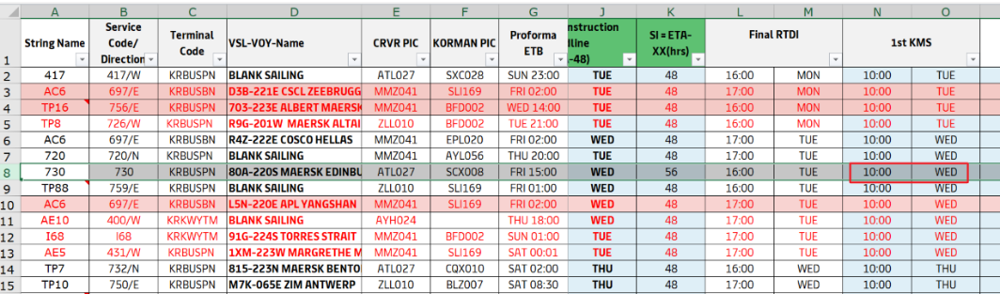 A B C D E F G J K L M N O
1 String Name Service Code/ Direction Terminal Code VSL-VOY-Name CRVR PIC KORMAN PIC Proforma ETB nstruction lline -48) SI = ETA-XX(hrs) Final RTDI 1st KMS
2 417 417/W KRBUSPN BLANK SAILING ATL027 SXC028 SUN 23:00 TUE 48 16:00 MON 10:00 TUE
3 AC6 697/E KRBUSBN D3B-221E CSCL ZEEBRUGG MMZ041 SLI169 FRI 02:00 TUE 48 17:00 MON 10:00 TUE
4 TP16 756/E KRBUSPN 703-223E ALBERT MAERSK MMZ041 BFD002 WED 14:00 TUE 48 16:00 MON 10:00 TUE
5 TP8 726/W KRBUSPN R9G-201W MAERSK ALTAI ZLL010 BFD002 TUE 21:00 TUE 48 16:00 MON 10:00 TUE
6 AC6 697/E KRBUSBN R4Z-222E COSCO HELLAS MMZ041 EPL020 FRI 02:00 WED 48 17:00 TUE 10:00 WED
7 720 720/N KRBUSPN BLANK SAILING MMZ041 AYL056 THU 20:00 TUE 48 17:00 TUE 10:00 WED
8 730 730 KRBUSPN 80A-220S MAERSK EDINBU ATL027 SCX008 FRI 15:00 WED 56 16:00 TUE 10:00 WED
9 TP88 759/E KRBUSPN BLANK SAILING ZLL010 SLI169 FRI 01:00 WED 48 16:00 TUE 10:00 WED
10 AC6 697/E KRBUSBN L5N-220E APL YANGSHAN MMZ041 SLI169 FRI 02:00 WED 48 17:00 TUE 10:00 WED
11 AE10 400/W KRKWYTM BLANK SAILING AYH024 THU 18:00 WED 48 17:00 TUE 10:00 WED
12 I68 I68 KRKWYTM 91G-224S TORRES STRAIT MMZ041 BFD002 SUN 01:00 TUE 48 17:00 TUE 10:00 WED
13 AE5 431/W KRBUSPN 1XM-223W MARGRETHE M MMZ041 SLI169 SAT 00:01 TUE 48 17:00 TUE 10:00 WED
14 TP7 732/N KRBUSPN 815-223N MAERSK BENTO ATL027 CQX010 SAT 02:00 THU 48 16:00 WED 10:00 THU
15 TP10 750/E KRBUSPN M7K-065E ZIM ANTWERP ZLL010 BLZ007 SAT 08:30 THU 48 17:00 WED 10:00 THU